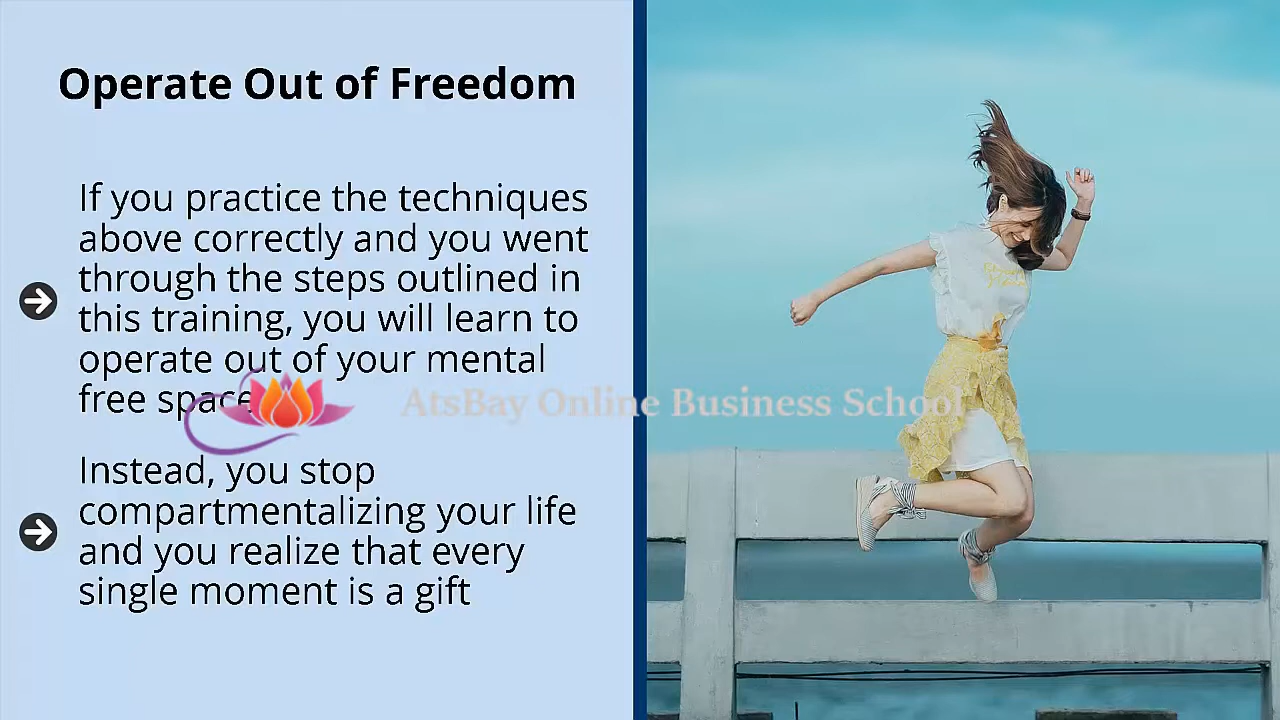 Operate Out of Freedom
If you practice the techniques
above correctly and you went
through the steps outlined in
this training, you will learn to
operate out of your mental
free space
AtsBay Online Business School
Instead, you stop
compartmentalizing your life
and you realize that every
single moment is a gift